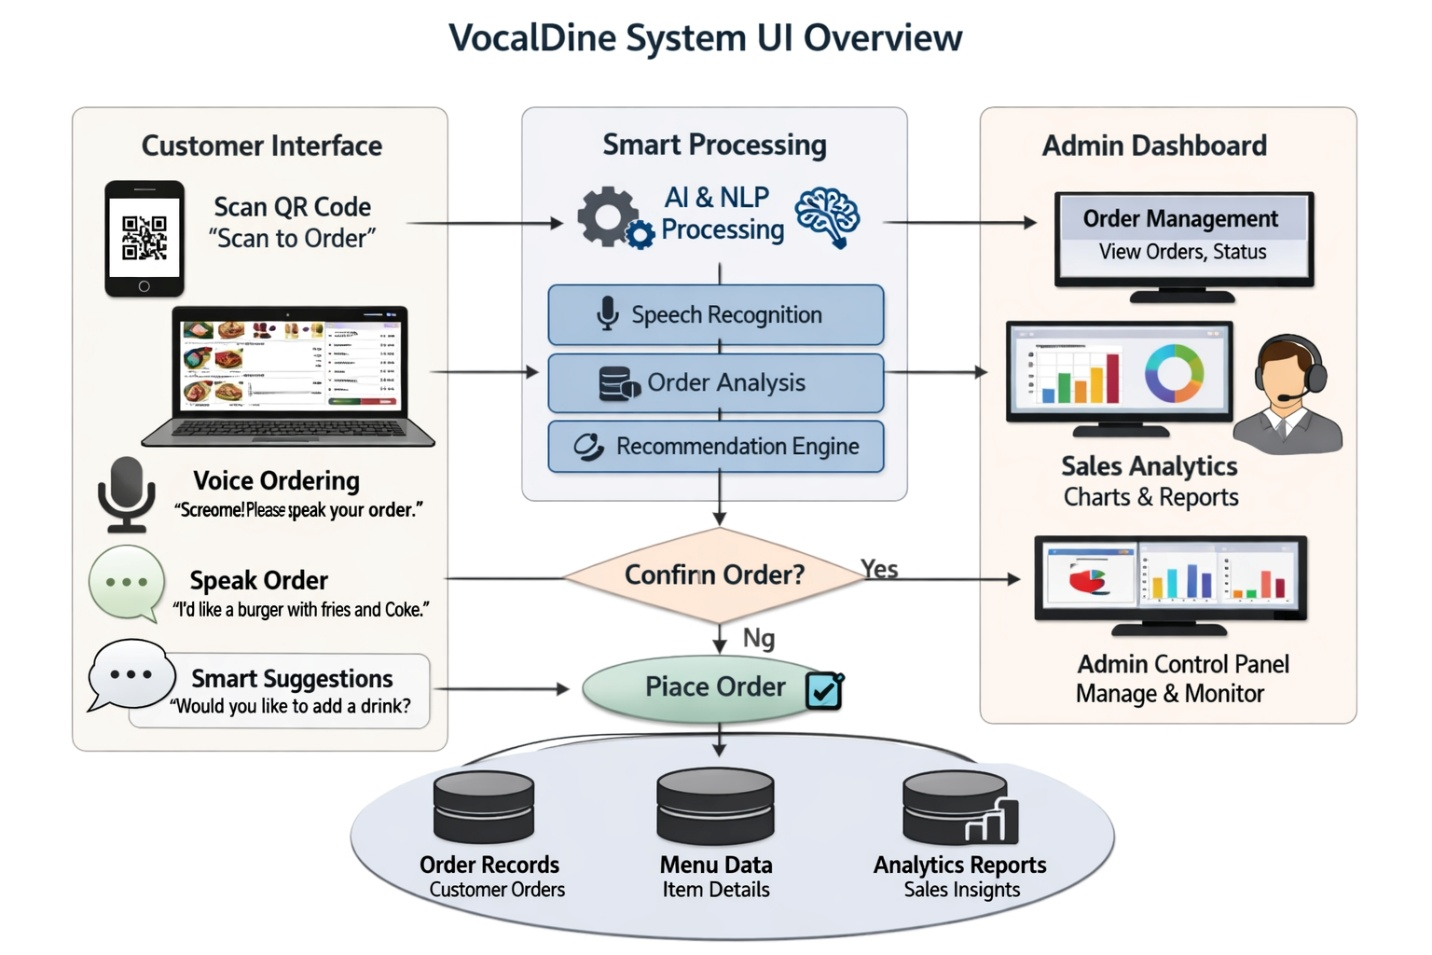 VocalDine System UI Overview
Customer Interface
Scan QR Code
“Scan to Order”
Voice Ordering
“Screome! Please speak your order.”
Speak Order
“I'd like a burger with fries and Coke.”
Smart Suggestions
“Would you like to add a drink?
Smart Processing
AI & NLP
Processing
Speech Recognition
Order Analysis
Recommendation Engine
Confirn Order?
Yes
Ng
Piace Order
Admin Dashboard
Order Management
View Orders, Status
Sales Analytics
Charts & Reports
Admin Control Panel
Manage & Monitor
Order Records
Customer Orders
Menu Data
Item Details
Analytics Reports
Sales Insights